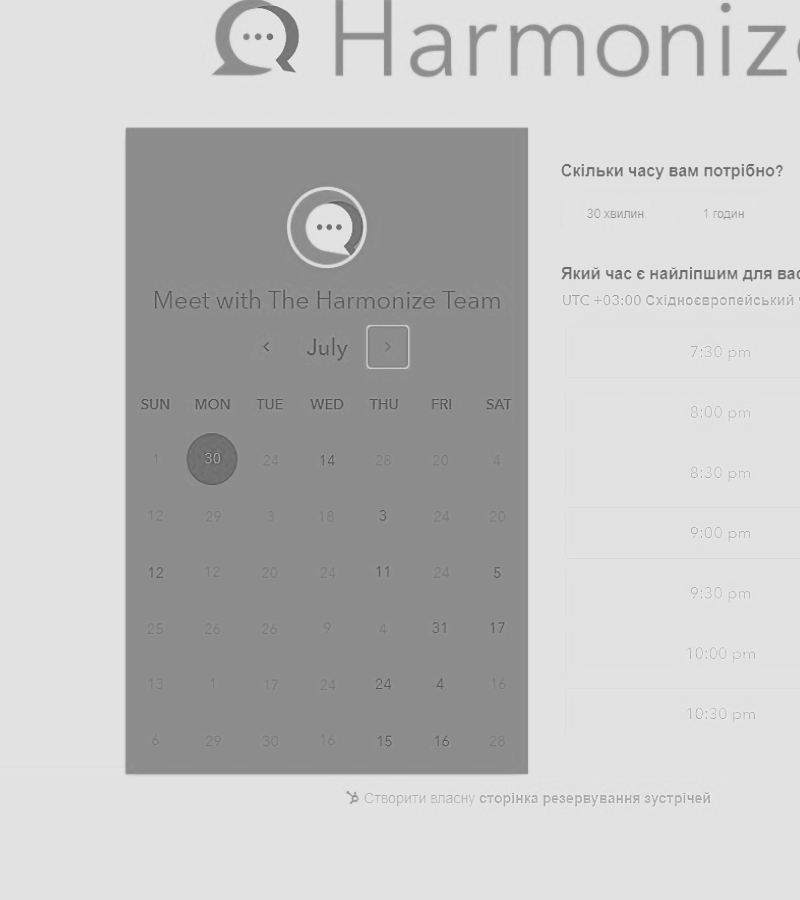 Harmonize
Meet with The Harmonize Team
July
SUN MON TUE WED THU FRI SAT
1 30 24 14 28 20 4
12 29 3 18 3 24 20
12 12 20 24 11 24 5
25 26 26 9 4 31 17
13 1 17 24 24 4 16
6 29 30 16 15 16 28
Скільки часу вам потрібно?
30 хвилин 1 годин
Який час є найліпшим для вас
UTC +03:00 Східноєвропейський
7:30 pm
8:00 pm
8:30 pm
9:00 pm
9:30 pm
10:00 pm
10:30 pm
Створити власну сторінка резервування зустрічей